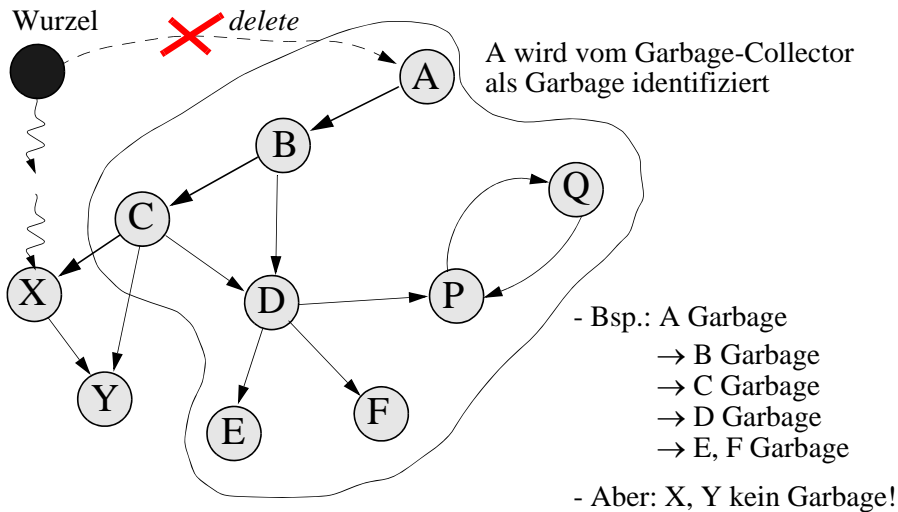 Wurzel
delete
A wird vom Garbage-Collector
als Garbage identifiziert
A
B
Q
C
X
D
P
Y
E
F
- Bsp.: A Garbage
→ B Garbage
→ C Garbage
→ D Garbage
→ E, F Garbage
- Aber: X, Y kein Garbage!